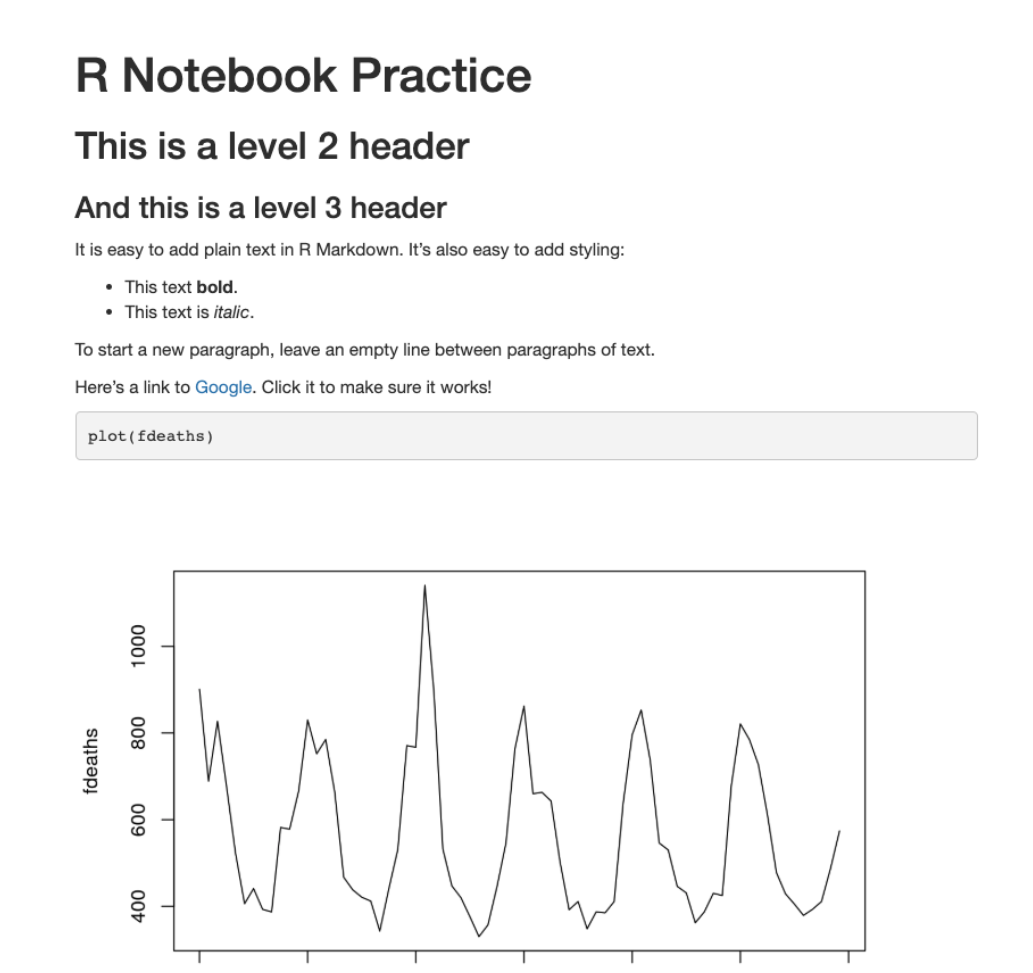 R Notebook Practice
This is a level 2 header
And this is a level 3 header
It is easy to add plain text in R Markdown. It’s also easy to add styling:
• This text bold.
• This text is italic.
To start a new paragraph, leave an empty line between paragraphs of text.
Here’s a link to Google. Click it to make sure it works!
plot(fdeaths)
1000
800
fdeaths
600
400